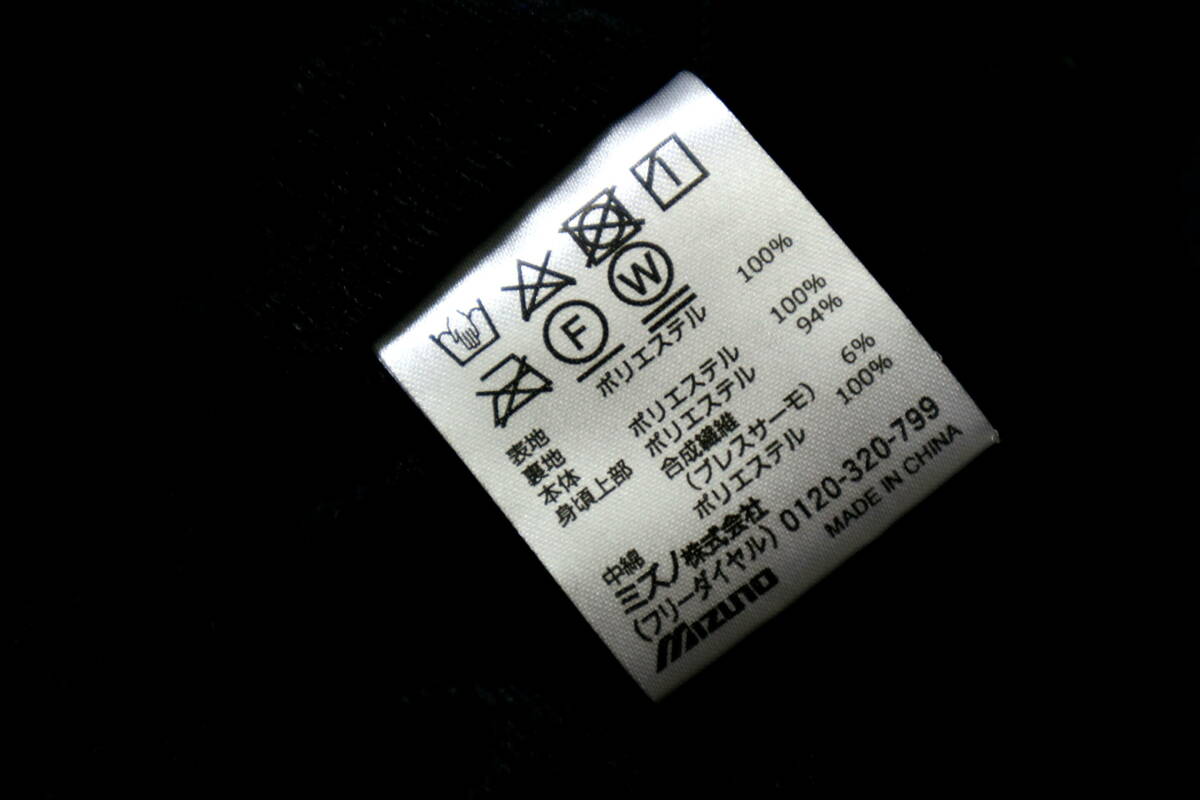 F W
表地 ポリエステル 100%
裏地
本体 ポリエステル 100%
身頃上部 ポリエステル 94%
合成繊維 6%
(ブレスサーモ)
中綿 ポリエステル 100%
ミズノ株式会社
(フリーダイヤル) 0120-320-799
MIZUNO MADE IN CHINA